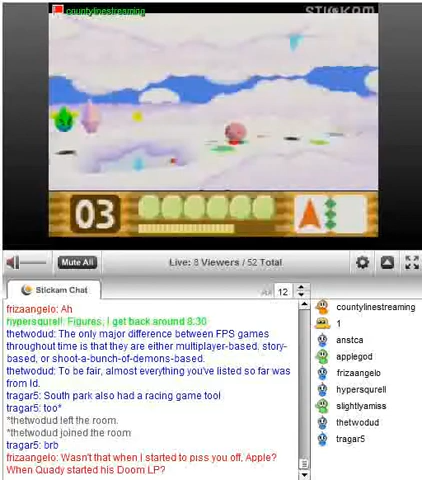 countylinestreaming
STICKAM
03
Mute All
Live: 8 Viewers / 52 Total
Stickam Chat
12
frizaangelo: Ah
hypersqurell: Figures, I get back around 8:30
thetwodud: The only major difference between FPS games
throughout time is that they are either multiplayer-based, story-
based, or shoot-a-bunch-of-demons-based.
thetwodud: To be fair, almost everything you've listed so far was
from Id.
tragar5: South park also had a racing game tool
tragar5: too*
*thetwodud left the room.
*thetwodud joined the room
tragar5: brb
frizaangelo: Wasn't that when I started to piss you off, Apple?
When Quady started his Doom LP?
countylinestreaming
1
anstca
applegod
frizaangelo
hypersqurell
slightlyamiss
thetwodud
tragar5